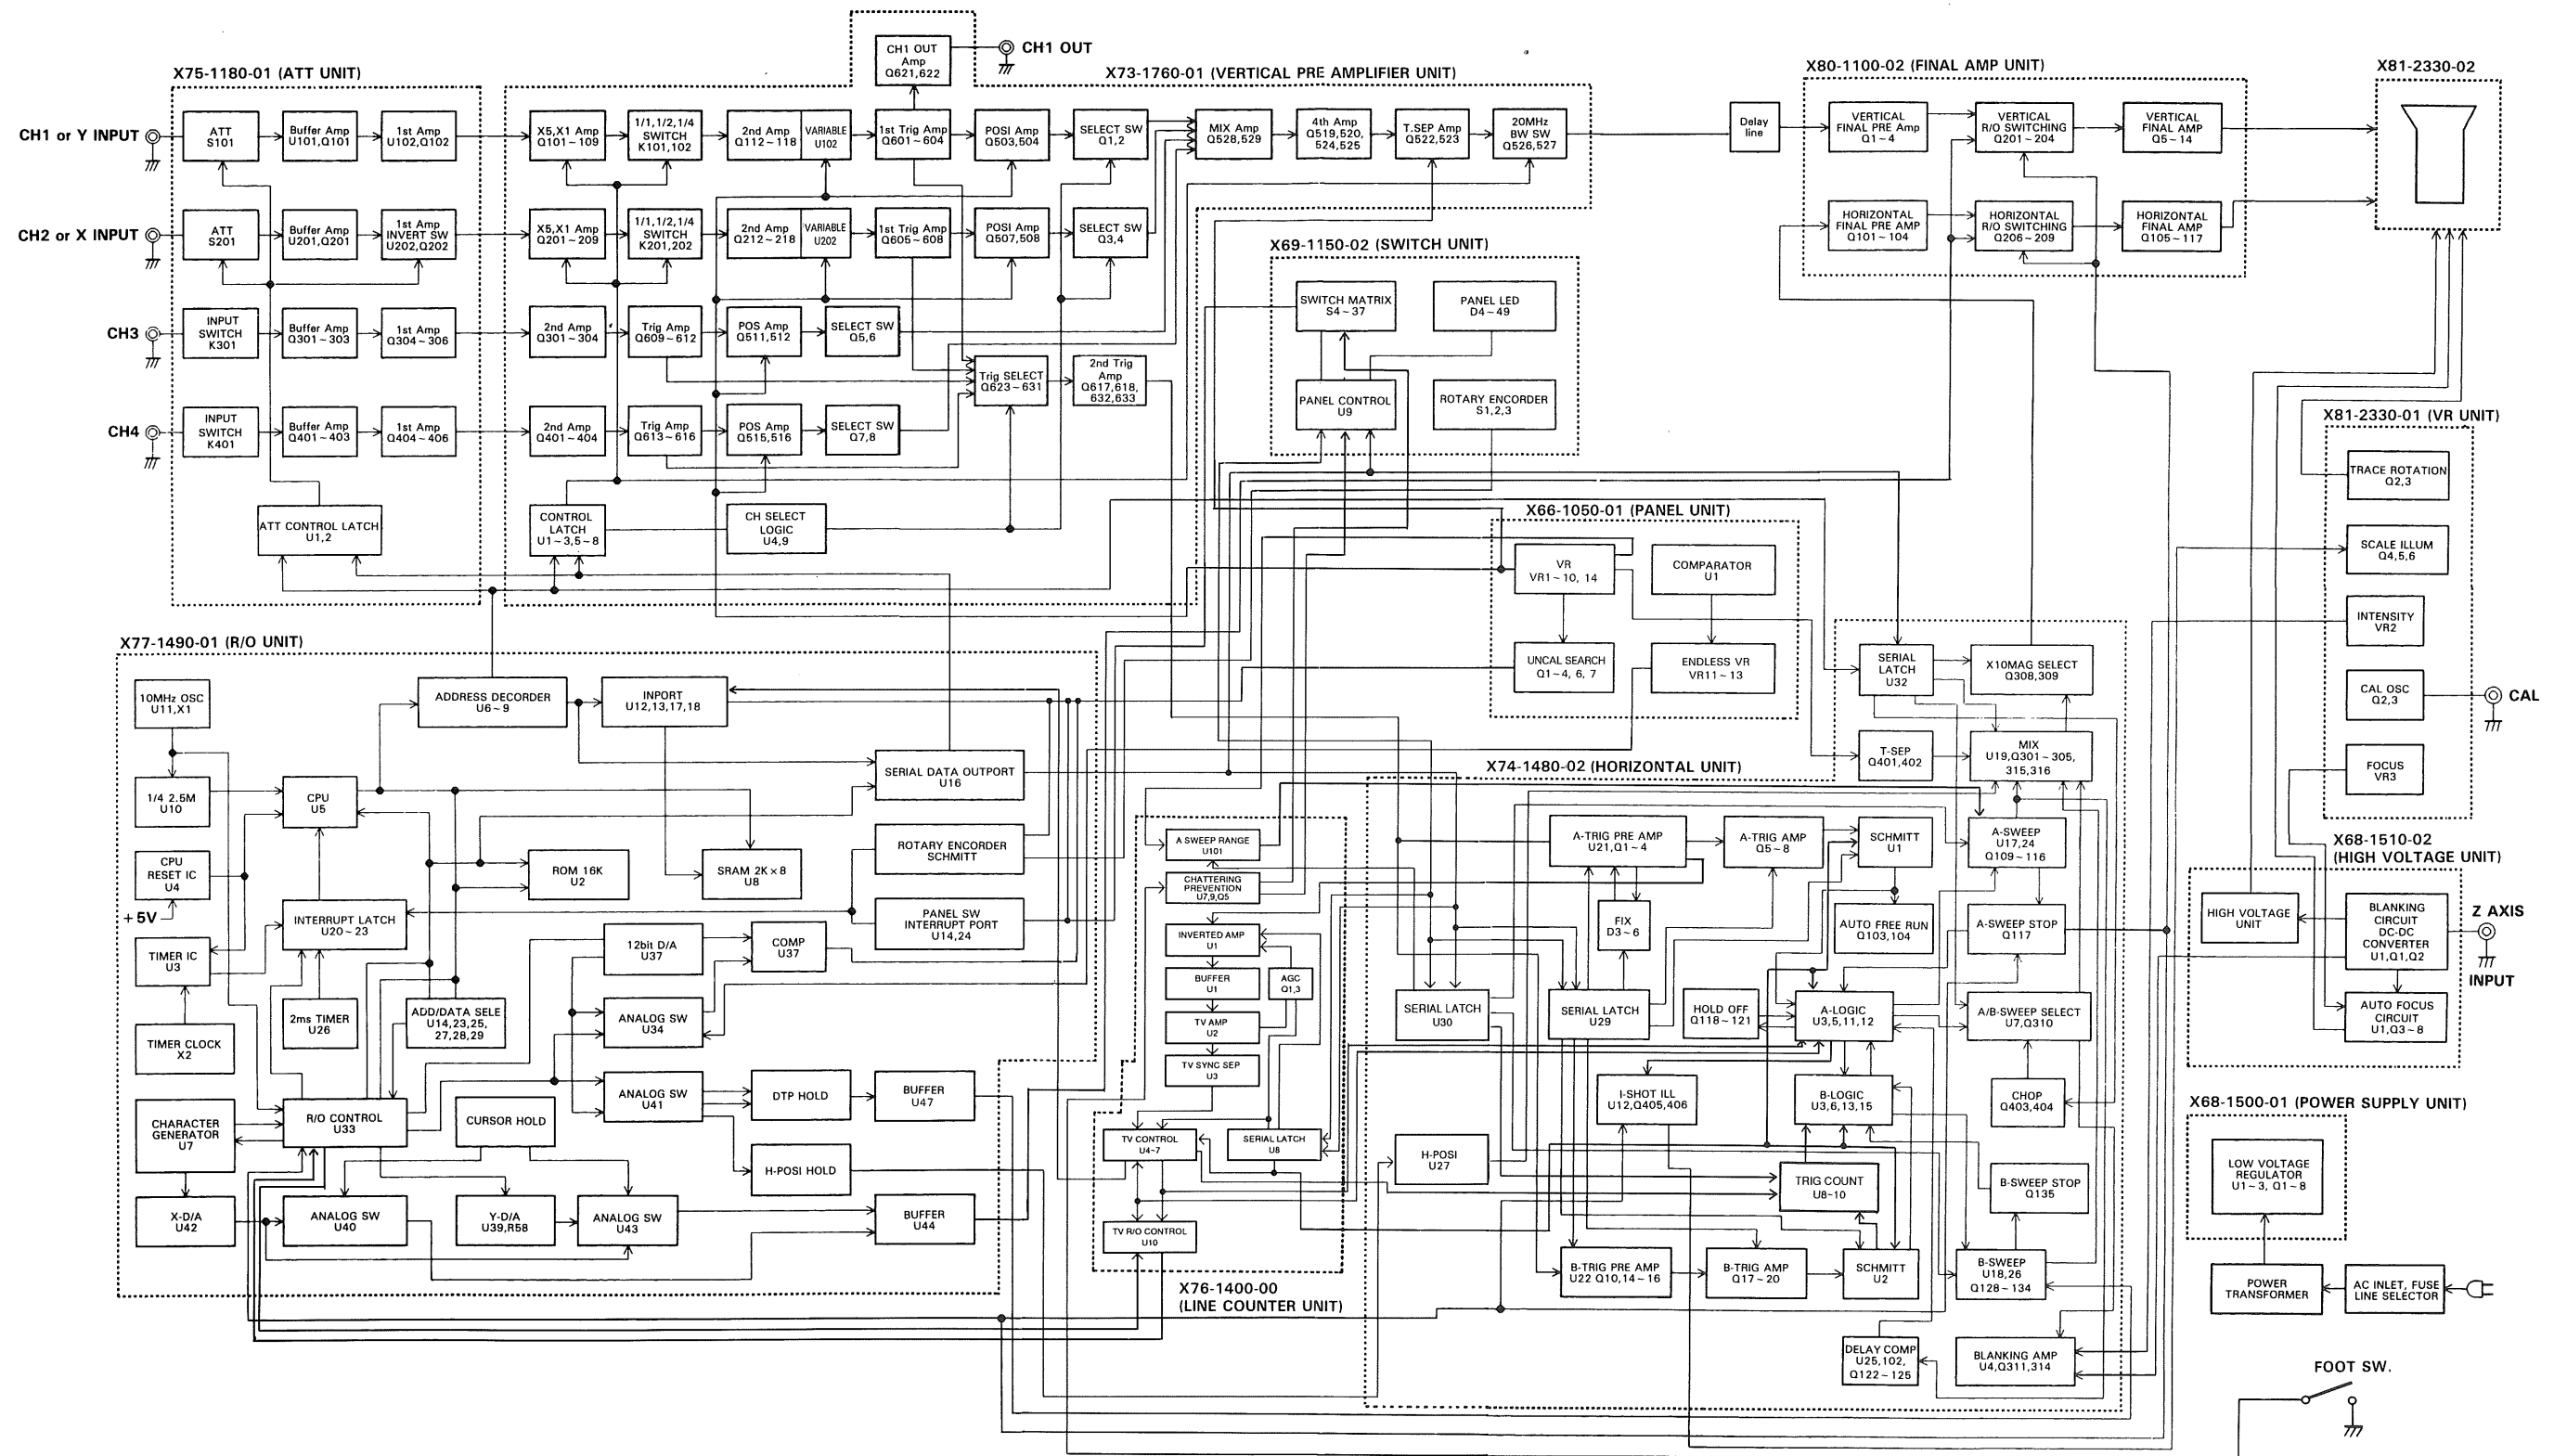 CH1 OUT
Amp
Q621,622
CH1 OUT
X75-1180-01 (ATT UNIT)
X73-1760-01 (VERTICAL PRE AMPLIFIER UNIT)
X80-1100-02 (FINAL AMP UNIT)
X81-2330-02
CH1 or Y INPUT
ATT
S101
Buffer Amp
U101,Q101
1st Amp
U102,Q102
X5,X1 Amp
Q101~109
1/1,1/2,1/4
SWITCH
K101,102
2nd Amp
Q112~118
VARIABLE
U102
1st Trig Amp
Q601~604
POSI Amp
Q503,504
SELECT SW
Q1,2
MIX Amp
Q528,529
4th Amp
Q519,520,
524,525
T.SEP Amp
Q522,523
20MHz
BW SW
Q526,527
Delay
line
VERTICAL
FINAL PRE Amp
Q1~4
VERTICAL
R/O SWITCHING
Q201~204
VERTICAL
FINAL AMP
Q5~14
CH2 or X INPUT
ATT
S201
Buffer Amp
U201,Q201
1st Amp
INVERT SW
U202,Q202
X5,X1 Amp
Q201~209
1/1,1/2,1/4
SWITCH
K201,202
2nd Amp
Q212~218
VARIABLE
U202
1st Trig Amp
Q605~608
POSI Amp
Q507,508
SELECT SW
Q3,4
HORIZONTAL
FINAL PRE AMP
Q101~104
HORIZONTAL
R/O SWITCHING
Q206~209
HORIZONTAL
FINAL AMP
Q105~117
X69-1150-02 (SWITCH UNIT)
SWITCH MATRIX
S4~37
PANEL LED
D4~49
PANEL CONTROL
U9
ROTARY ENCORDER
S1,2,3
CH3
INPUT
SWITCH
K301
Buffer Amp
Q301~303
1st Amp
Q304~306
2nd Amp
Q301~304
Trig Amp
Q609~612
POS Amp
Q511,512
SELECT SW
Q5,6
Trig SELECT
Q623~631
2nd Trig
Amp
Q617,618,
632,633
CH4
INPUT
SWITCH
K401
Buffer Amp
Q401~403
1st Amp
Q404~406
2nd Amp
Q401~404
Trig Amp
Q613~616
POS Amp
Q515,516
SELECT SW
Q7,8
ATT CONTROL LATCH
U1,2
CONTROL
LATCH
U1~3,5~8
CH SELECT
LOGIC
U4,9
X81-2330-01 (VR UNIT)
TRACE ROTATION
Q2,3
SCALE ILLUM
Q4,5,6
INTENSITY
VR2
CAL OSC
Q2,3
CAL
FOCUS
VR3
X66-1050-01 (PANEL UNIT)
VR
VR1~10, 14
COMPARATOR
U1
UNCAL SEARCH
Q1~4, 6, 7
ENDLESS VR
VR11~13
X77-1490-01 (R/O UNIT)
10MHz OSC
U11,X1
ADDRESS DECORDER
U6~9
INPORT
U12,13,17,18
SERIAL DATA OUTPORT
U16
1/4 2.5M
U10
CPU
U5
ROTARY ENCORDER
SCHMITT
CPU
RESET IC
U4
+5V
ROM 16K
U2
SRAM 2K×8
U8
INTERRUPT LATCH
U20~23
PANEL SW
INTERRUPT PORT
U14,24
TIMER IC
U3
12bit D/A
U37
COMP
U37
2ms TIMER
U26
ADD/DATA SELE
U14,23,25,
27,28,29
ANALOG SW
U34
TIMER CLOCK
X2
ANALOG SW
U41
DTP HOLD
BUFFER
U47
CHARACTER
GENERATOR
U7
R/O CONTROL
U33
CURSOR HOLD
H-POSI HOLD
X-D/A
U42
ANALOG SW
U40
Y-D/A
U39,R58
ANALOG SW
U43
BUFFER
U44
A SWEEP RANGE
U101
CHATTERING
PREVENTION
U7,9,Q5
INVERTED AMP
U1
BUFFER
U1
AGC
Q1,3
TV AMP
U2
TV SYNC SEP
U3
TV CONTROL
U4~7
SERIAL LATCH
U8
TV R/O CONTROL
U10
X76-1400-00
(LINE COUNTER UNIT)
X74-1480-02 (HORIZONTAL UNIT)
SERIAL
LATCH
U32
X10MAG SELECT
Q308,309
T-SEP
Q401,402
MIX
U19,Q301~305,
315,316
A-TRIG PRE AMP
U21,Q1~4
A-TRIG AMP
Q5~8
SCHMITT
U1
A-SWEEP
U17,24
Q109~116
FIX
D3~6
AUTO FREE RUN
Q103,104
A-SWEEP STOP
Q117
SERIAL LATCH
U30
SERIAL LATCH
U29
HOLD OFF
Q118~121
A-LOGIC
U3,5,11,12
A/B-SWEEP SELECT
U7,Q310
I-SHOT ILL
U12,Q405,406
B-LOGIC
U3,6,13,15
CHOP
Q403,404
H-POSI
U27
TRIG COUNT
U8~10
B-SWEEP STOP
Q135
B-TRIG PRE AMP
U22 Q10,14~16
B-TRIG AMP
Q17~20
SCHMITT
U2
B-SWEEP
U18,26
Q128~134
DELAY COMP
U25,102,
Q122~125
BLANKING AMP
U4,Q311,314
X68-1510-02
(HIGH VOLTAGE UNIT)
HIGH VOLTAGE
UNIT
BLANKING
CIRCUIT
DC-DC
CONVERTER
U1,Q1,Q2
Z AXIS
INPUT
AUTO FOCUS
CIRCUIT
U1,Q3~8
X68-1500-01 (POWER SUPPLY UNIT)
LOW VOLTAGE
REGULATOR
U1~3, Q1~8
POWER
TRANSFORMER
AC INLET, FUSE
LINE SELECTOR
FOOT SW.